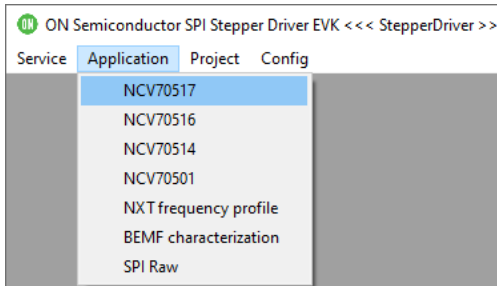 ON ON Semiconductor SPI Stepper Driver EVK <<< StepperDriver >>
Service Application Project Config
NCV70517
NCV70516
NCV70514
NCV70501
NXT frequency profile
BEMF characterization
SPI Raw